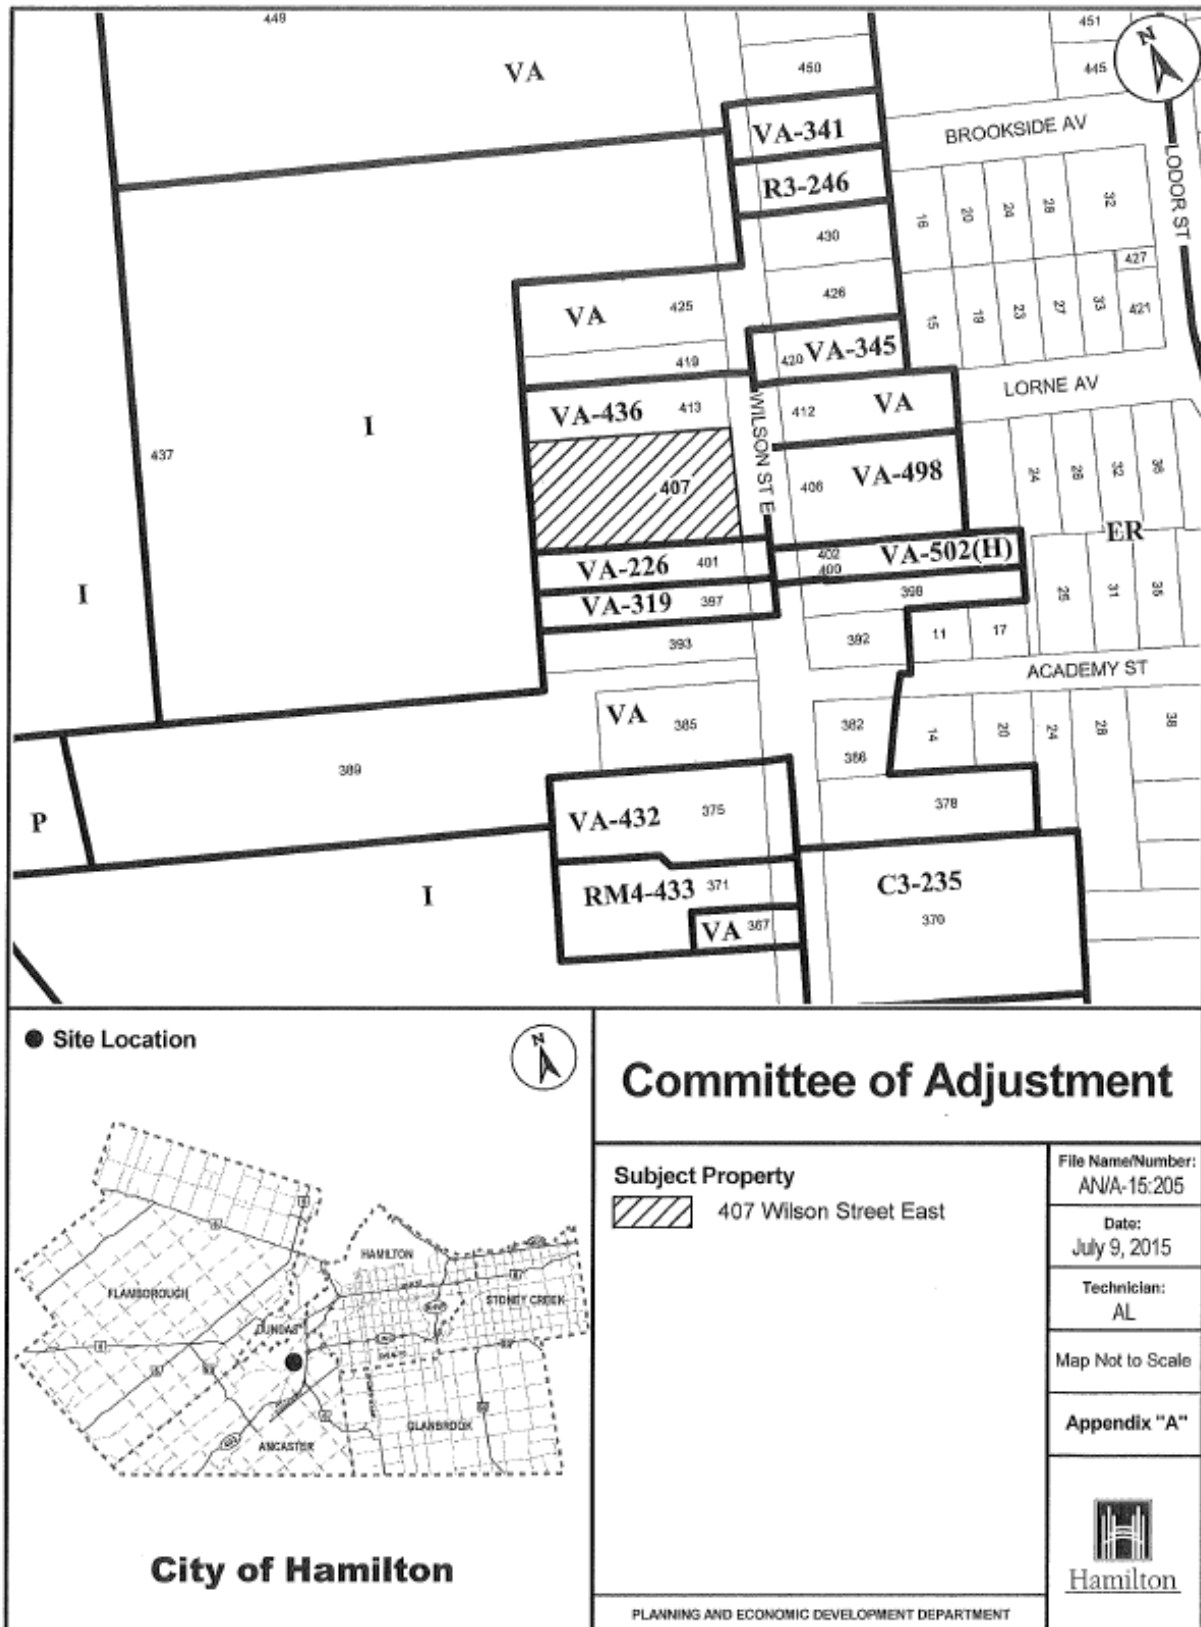 449
VA
450
451
445
N
VA-341
BROOKSIDE AV
LODOR ST
R3-246
430
16
20
24
28
32
427
VA
425
426
15
19
23
27
33
421
419
420
VA-345
LORNE AV
VA-436
413
WILSON ST E
412
VA
I
437
407
406
VA-498
24
26
32
36
ER
VA-226
401
402
400
VA-502(H)
I
VA-319
397
398
25
31
35
393
392
11
17
ACADEMY ST
VA
385
382
386
14
20
24
28
38
389
P
VA-432
375
378
I
RM4-433
371
C3-235
VA
367
370
Site Location
N
FLAMBOROUGH
DUNDAS
HAMILTON
STONEY CREEK
ANCASTER
GLANBROOK
City of Hamilton
Committee of Adjustment
Subject Property
407 Wilson Street East
File Name/Number:
AN/A-15:205
Date:
July 9, 2015
Technician:
AL
Map Not to Scale
Appendix "A"
Hamilton
PLANNING AND ECONOMIC DEVELOPMENT DEPARTMENT